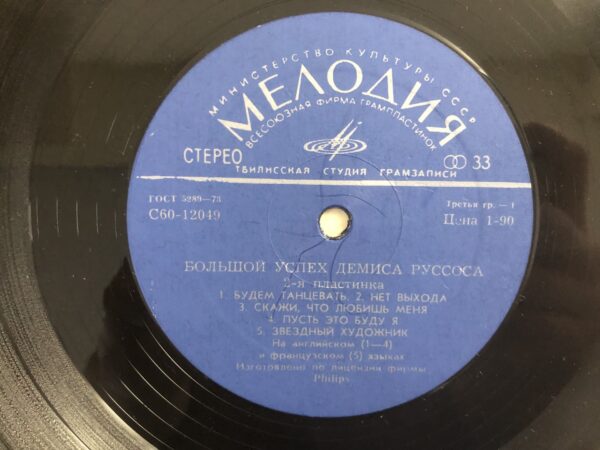 МИНИСТЕРСТВО КУЛЬТУРЫ СССР
МЕЛОДИЯ
ВСЕСОЮЗНАЯ ФИРМА ГРАМПЛАСТИНОК
СТЕРЕО 33
ТБИЛИССКАЯ СТУДИЯ ГРАМЗАПИСИ
ГОСТ 5289—73 Третья гр. — 1
С60-12049 Цена 1-90
БОЛЬШОЙ УСПЕХ ДЕМИСА РУССОСА
2-я пластинка
1. БУДЕМ ТАНЦЕВАТЬ, 2. НЕТ ВЫХОДА
3. СКАЖИ, ЧТО ЛЮБИШЬ МЕНЯ
4. ПУСТЬ ЭТО БУДУ Я
5. ЗВЕЗДНЫЙ ХУДОЖНИК
На английском (1—4)
и французском (5) языках
Изготовлено по лицензии фирмы
Philips